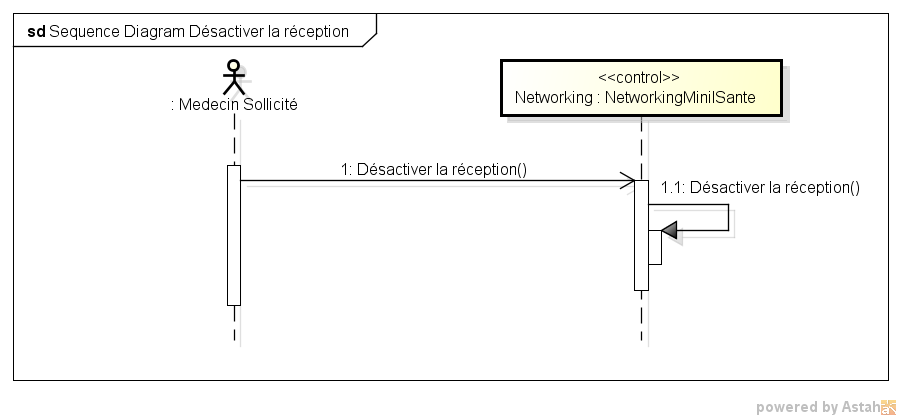 sd Sequence Diagram Désactiver la réception
: Medecin Sollicité
<<control>>
Networking : NetworkingMinilSante
1: Désactiver la réception()
1.1: Désactiver la réception()
powered by Astah